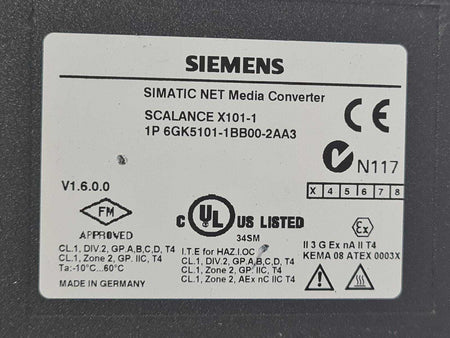 SIEMENS
SIMATIC NET Media Converter
SCALANCE X101-1
1P 6GK5101-1BB00-2AA3
CE
N117
X 4 5 6 7 8
V1.6.0.0
FM
APPROVED
CL.1, DIV.2, GP.A,B,C,D, T4
CL.1, Zone 2, GP. IIC, T4
Ta:-10°C...60°C
MADE IN GERMANY
C UL US LISTED
34SM
I.T.E for HAZ.LOC
CL.1, DIV.2, GP.A,B,C,D, T4
CL.1, Zone 2, GP. IIC, T4
CL.1, Zone 2, AEx nC IIC T4
Ex
II 3 G Ex nA II T4
KEMA 08 ATEX 0003X